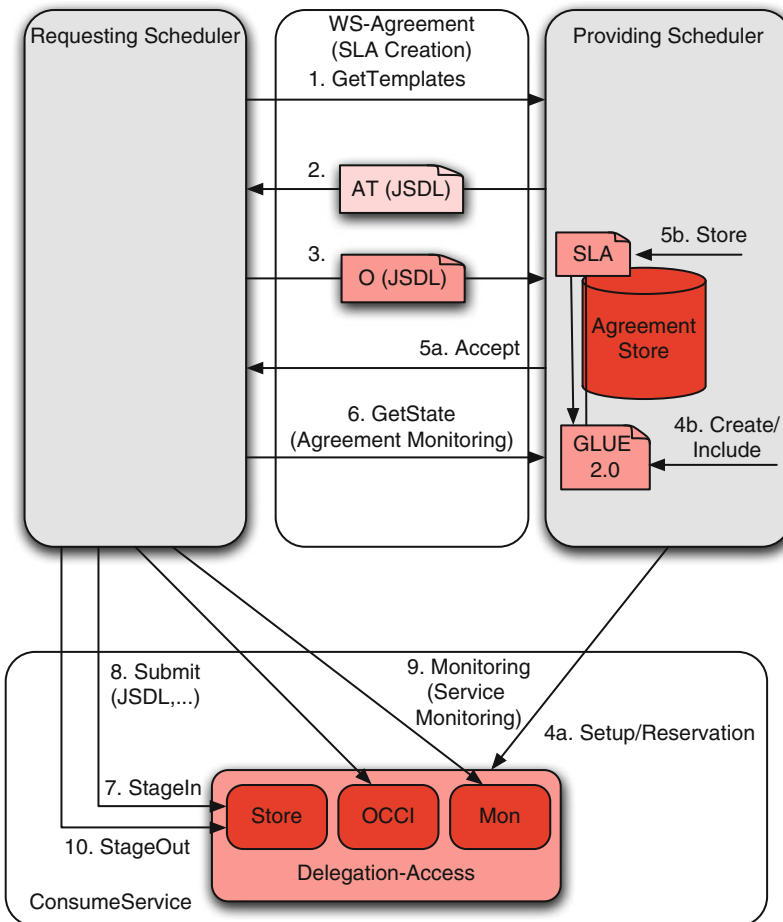 Requesting Scheduler
WS-Agreement
(SLA Creation)
Providing Scheduler
1. GetTemplates
2.
AT (JSDL)
3.
O (JSDL)
SLA
5b. Store
Agreement
Store
5a. Accept
6. GetState
(Agreement Monitoring)
GLUE
2.0
4b. Create/
Include
8. Submit
(JSDL,...)
9. Monitoring
(Service
Monitoring)
4a. Setup/Reservation
7. StageIn
Store
OCCI
Mon
10. StageOut
Delegation-Access
ConsumeService